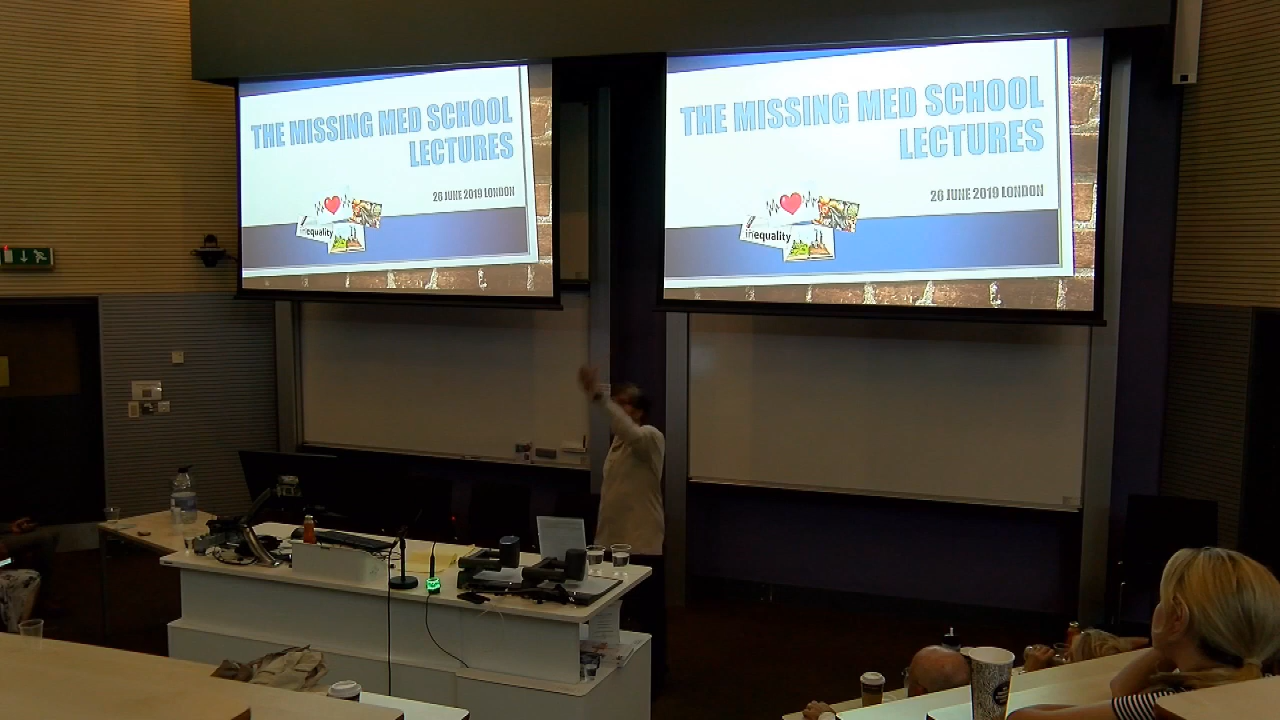 THE MISSING MED SCHOOL
LECTURES
26 JUNE 2019 LONDON
inequality
THE MISSING MED SCHOOL
LECTURES
26 JUNE 2019 LONDON
inequality